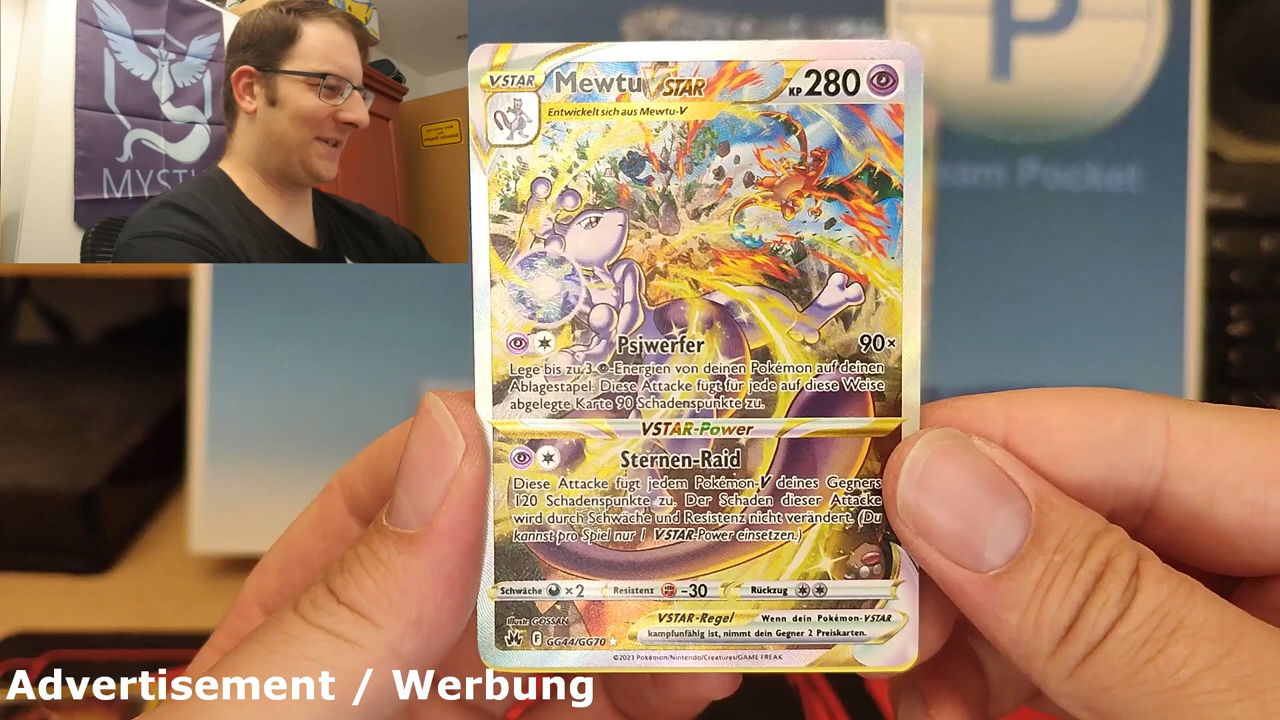 MYSTIC
P
eam Pocket
VSTAR Mewtu VSTAR KP 280
Entwickelt sich aus Mewtu-V
Psiwerfer 90×
Lege bis zu 3 -Energien von deinen Pokémon auf deinen
Ablagestapel. Diese Attacke fügt für jede auf diese Weise
abgelegte Karte 90 Schadenspunkte zu.
VSTAR-Power
Sternen-Raid
Diese Attacke fügt jedem Pokémon-V deines Gegners
120 Schadenspunkte zu. Der Schaden dieser Attacke
wird durch Schwäche und Resistenz nicht verändert. (Du
kannst pro Spiel nur 1 VSTAR-Power einsetzen.)
Schwäche ×2 Resistenz -30 Rückzug
Illustr. GOSSAN
F GG44/GG70
VSTAR-Regel Wenn dein Pokémon-VSTAR
kampfunfähig ist, nimmt dein Gegner 2 Preiskarten.
©2023 Pokémon/Nintendo/Creatures/GAME FREAK
Advertisement / Werbung